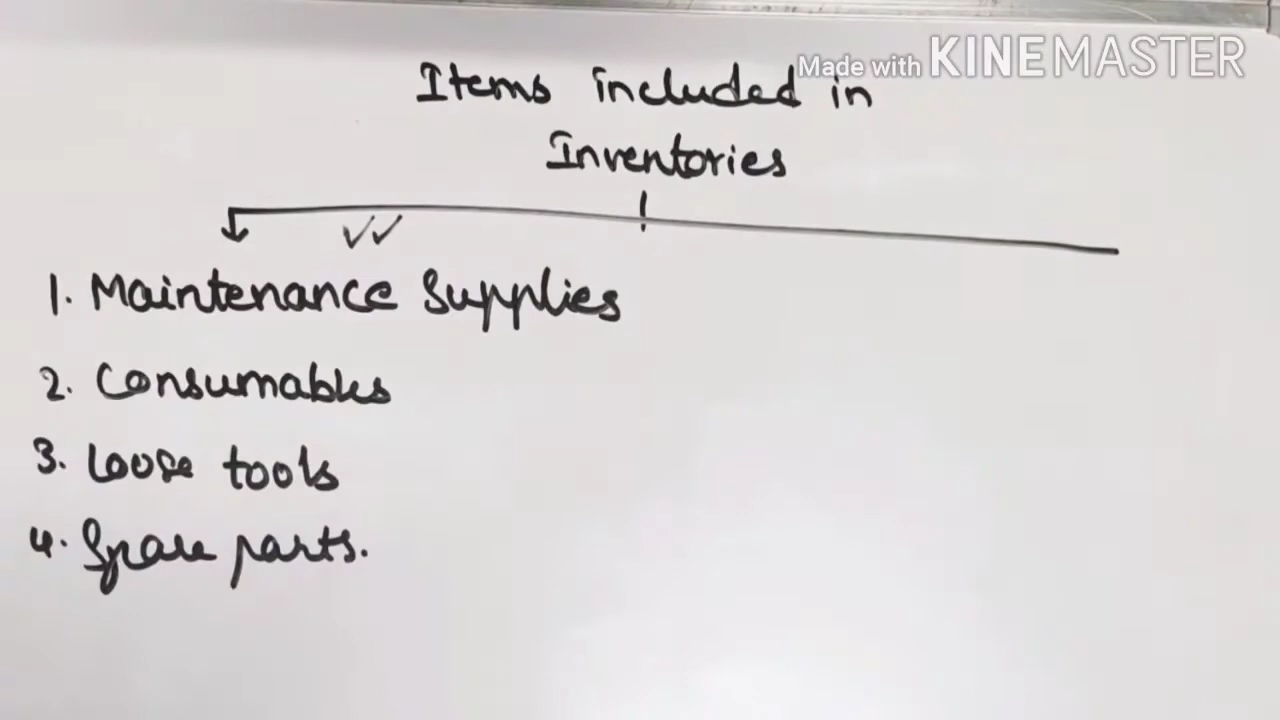 Made with KINEMASTER
Items included in
Inventories
1. Maintenance Supplies
2. Consumables
3. Loose tools
4. Spare parts.